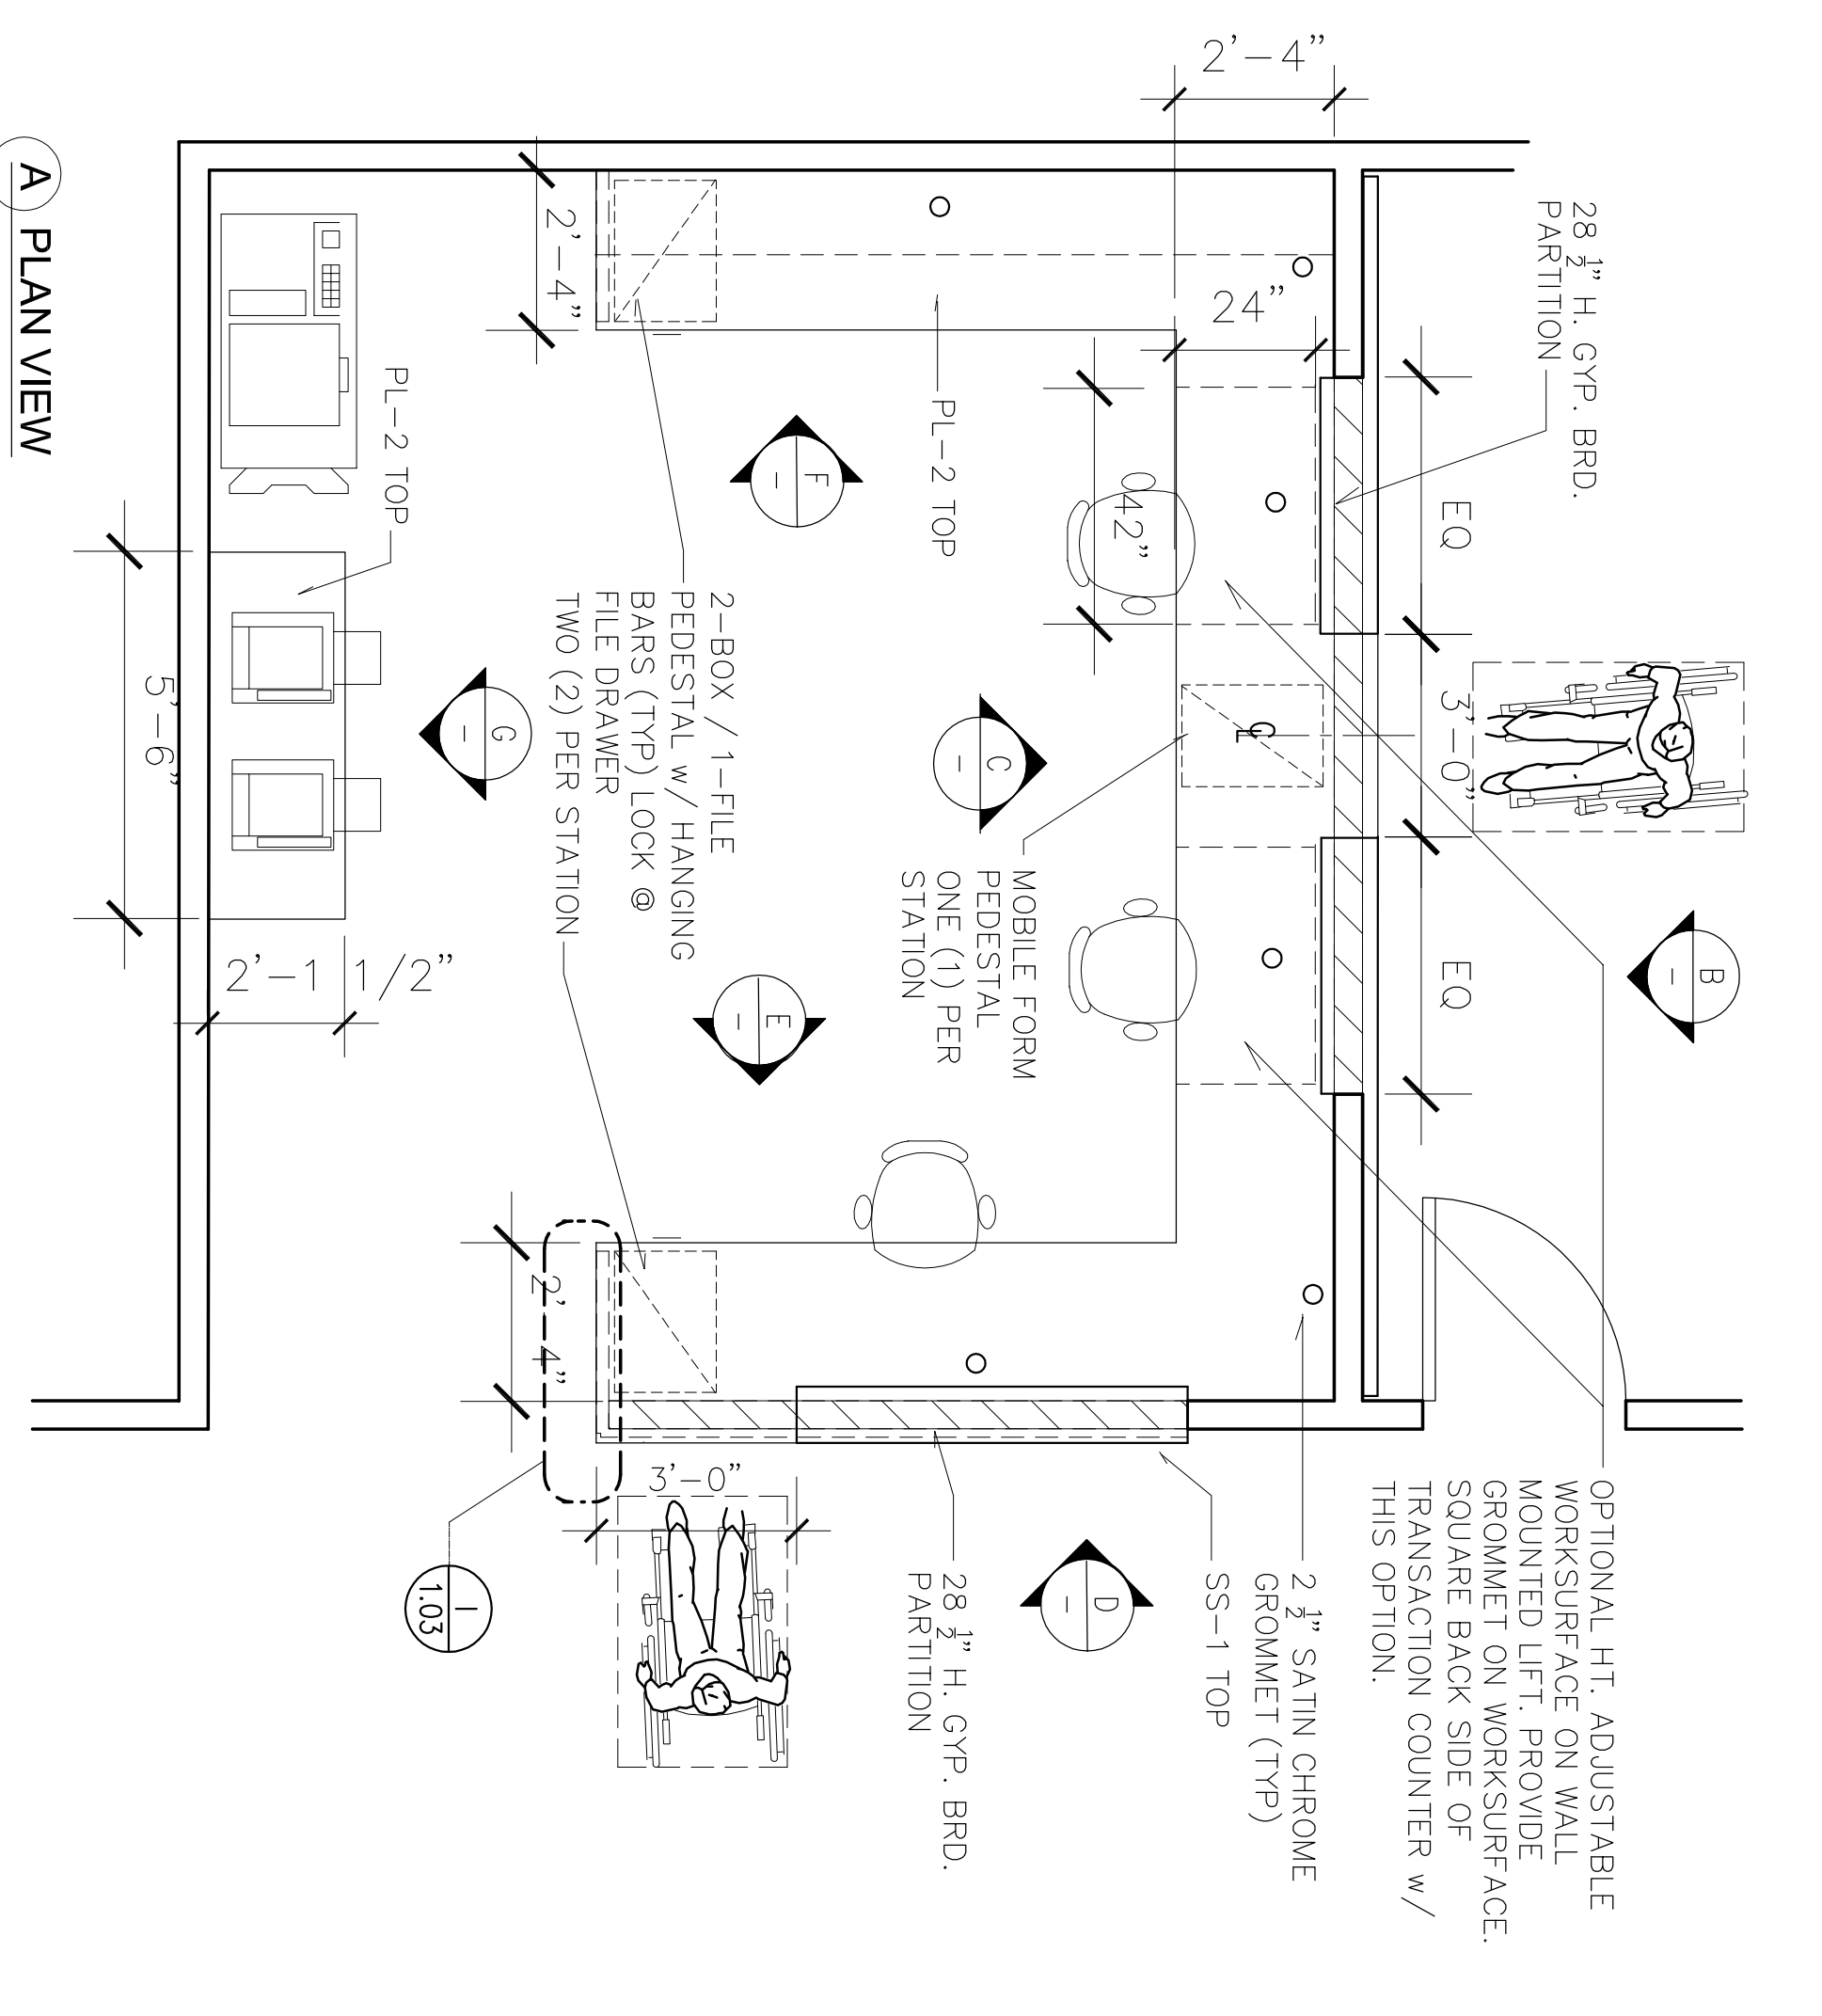 2'-4"
28 1/2" H. GYP. BRD.
PARTITION
EQ
3'-0"
EQ
B
-
24"
42"
2'-4"
PL-2 TOP
F
-
C
-
CL
MOBILE FORM
PEDESTAL
ONE (1) PER
STATION
2-BOX / 1-FILE
PEDESTAL w/ HANGING
BARS (TYP) LOCK @
FILE DRAWER
TWO (2) PER STATION
E
-
G
-
PL-2 TOP
5'-6"
2'-1 1/2"
2' 4"
3'-0"
I
1.03
OPTIONAL HT. ADJUSTABLE
WORKSURFACE ON WALL
MOUNTED LIFT. PROVIDE
GROMMET ON WORKSURFACE.
SQUARE BACK SIDE OF
TRANSACTION COUNTER w/
THIS OPTION.
2 1/2" SATIN CHROME
GROMMET (TYP)
SS-1 TOP
D
-
28 1/2" H. GYP. BRD.
PARTITION
A PLAN VIEW